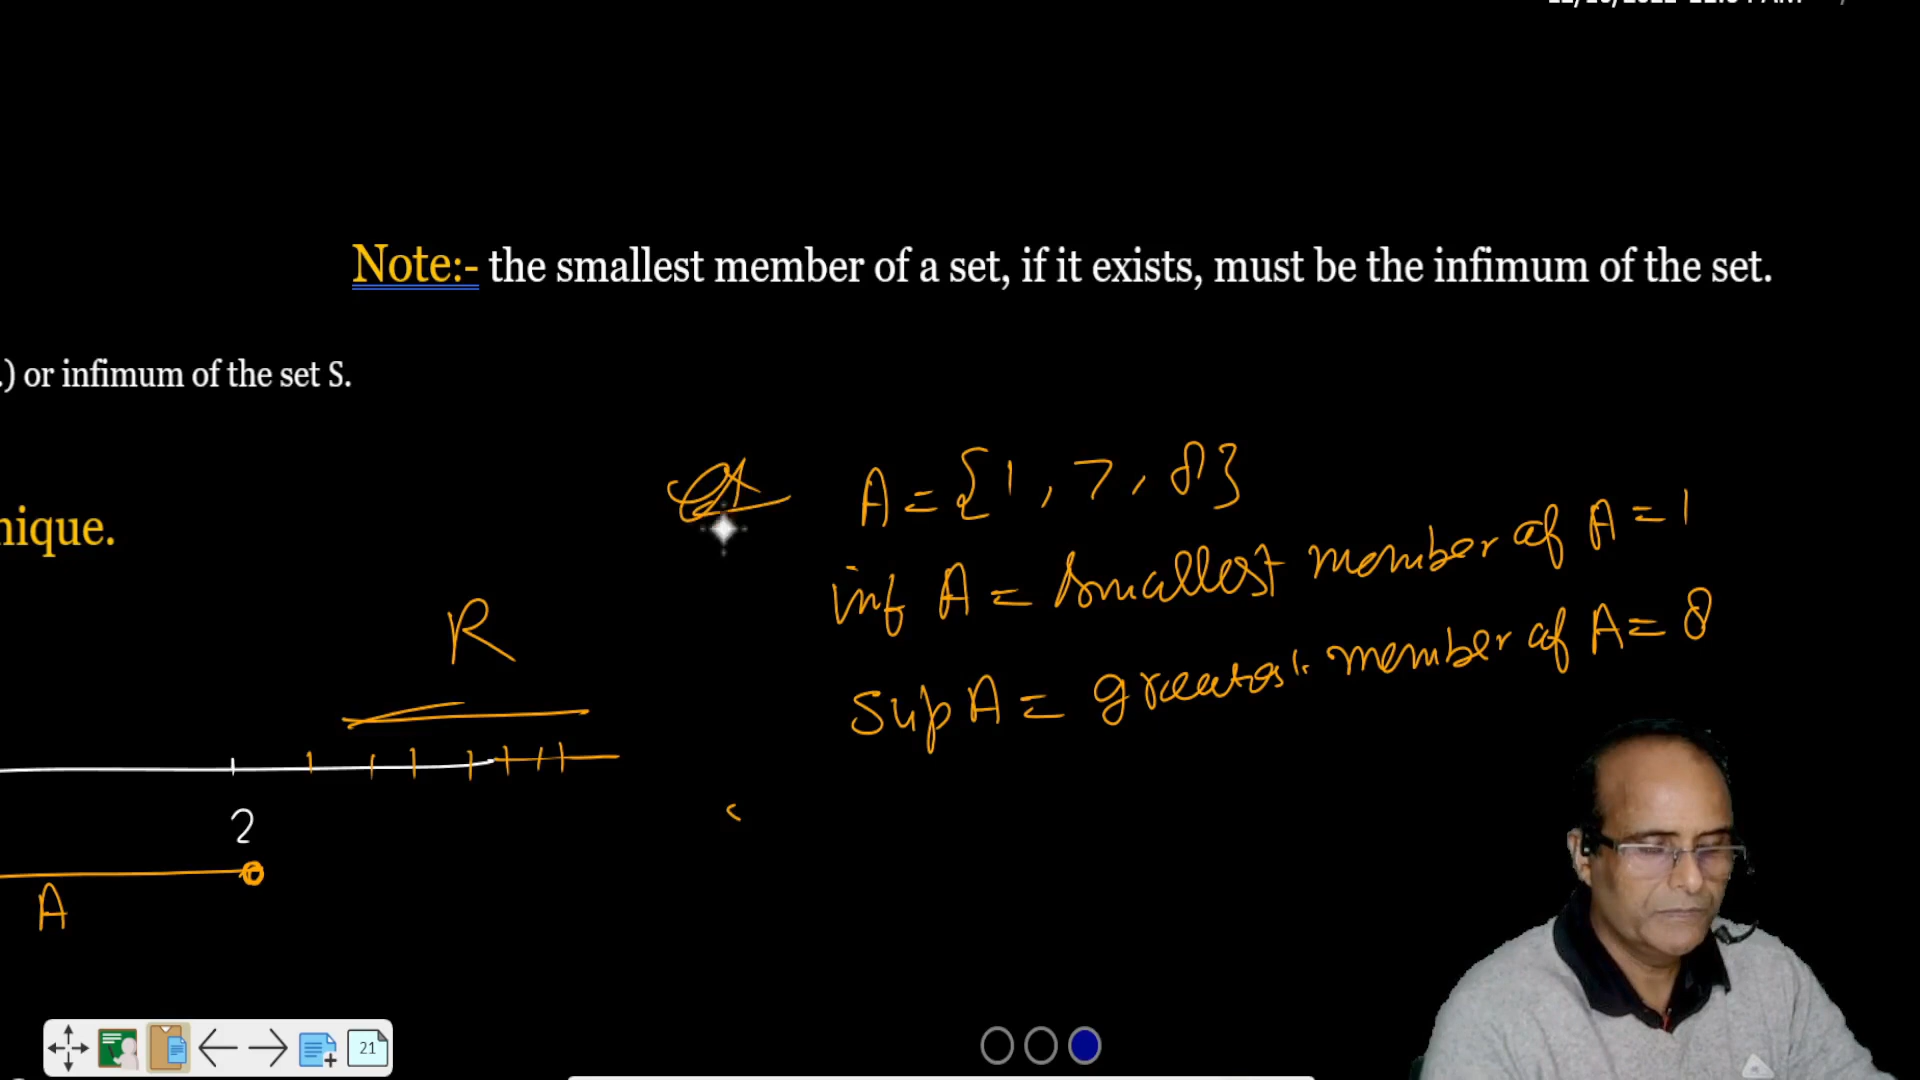 Note:- the smallest member of a set, if it exists, must be the infimum of the set.
.) or infimum of the set S.
nique.
Ex A = {1, 7, 8}
inf A = Smallest member of A = 1
Sup A = greatest member of A = 8
R
2
A
21